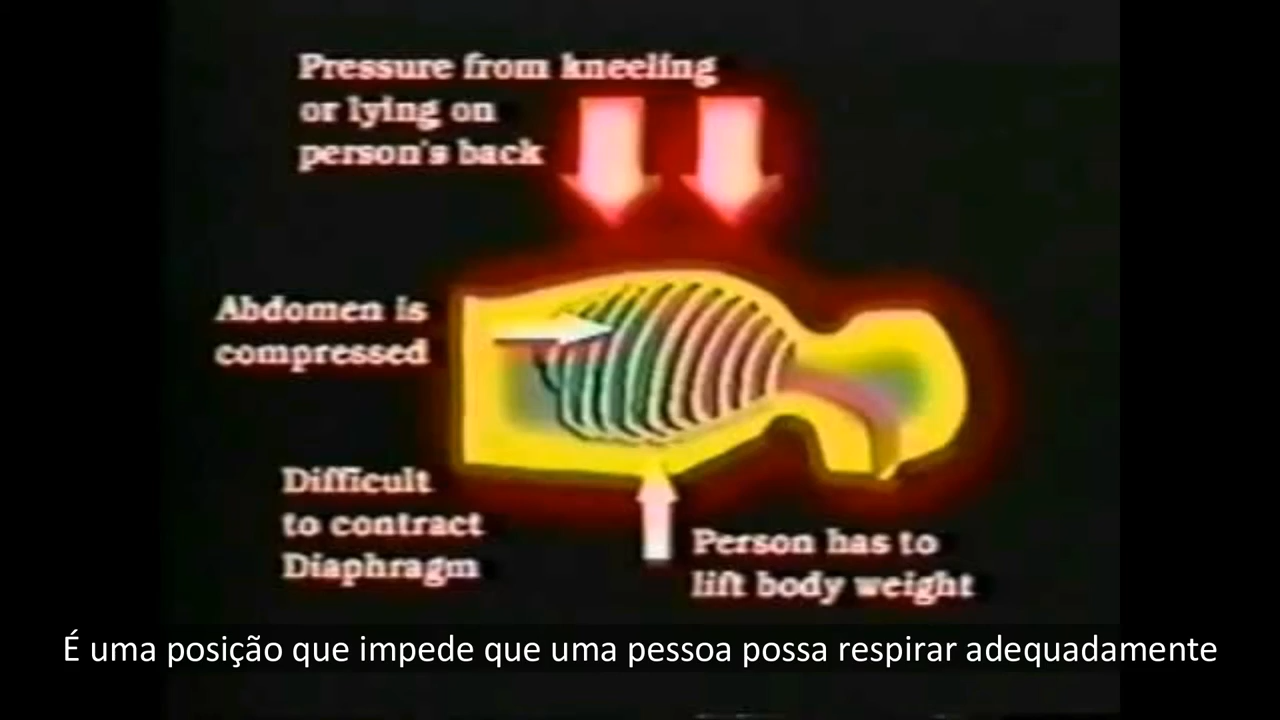 Pressure from kneeling
or lying on
person's back
Abdomen is
compressed
Difficult
to contract
Diaphragm
Person has to
lift body weight
É uma posição que impede que uma pessoa possa respirar adequadamente